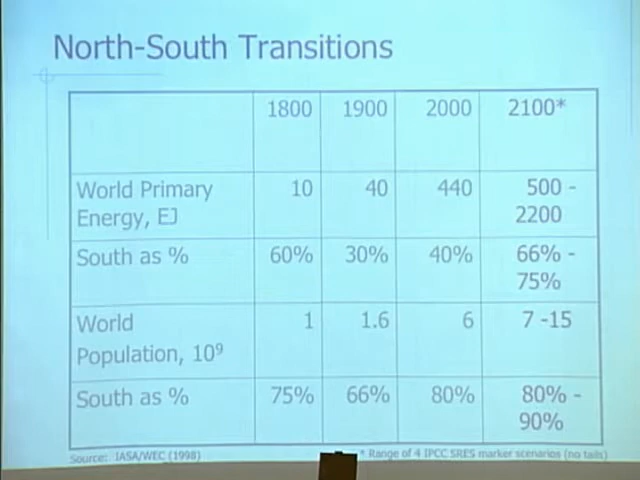 North-South Transitions
1800 1900 2000 2100*
World Primary Energy, EJ 10 40 440 500 - 2200
South as % 60% 30% 40% 66% - 75%
World Population, 10⁹ 1 1.6 6 7 -15
South as % 75% 66% 80% 80% - 90%
Source: IASA/WEC (1998) * Range of 4 IPCC SRES marker scenarios (no tails)